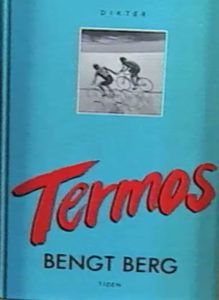 DIKTER
Termos
BENGT BERG
TIDEN